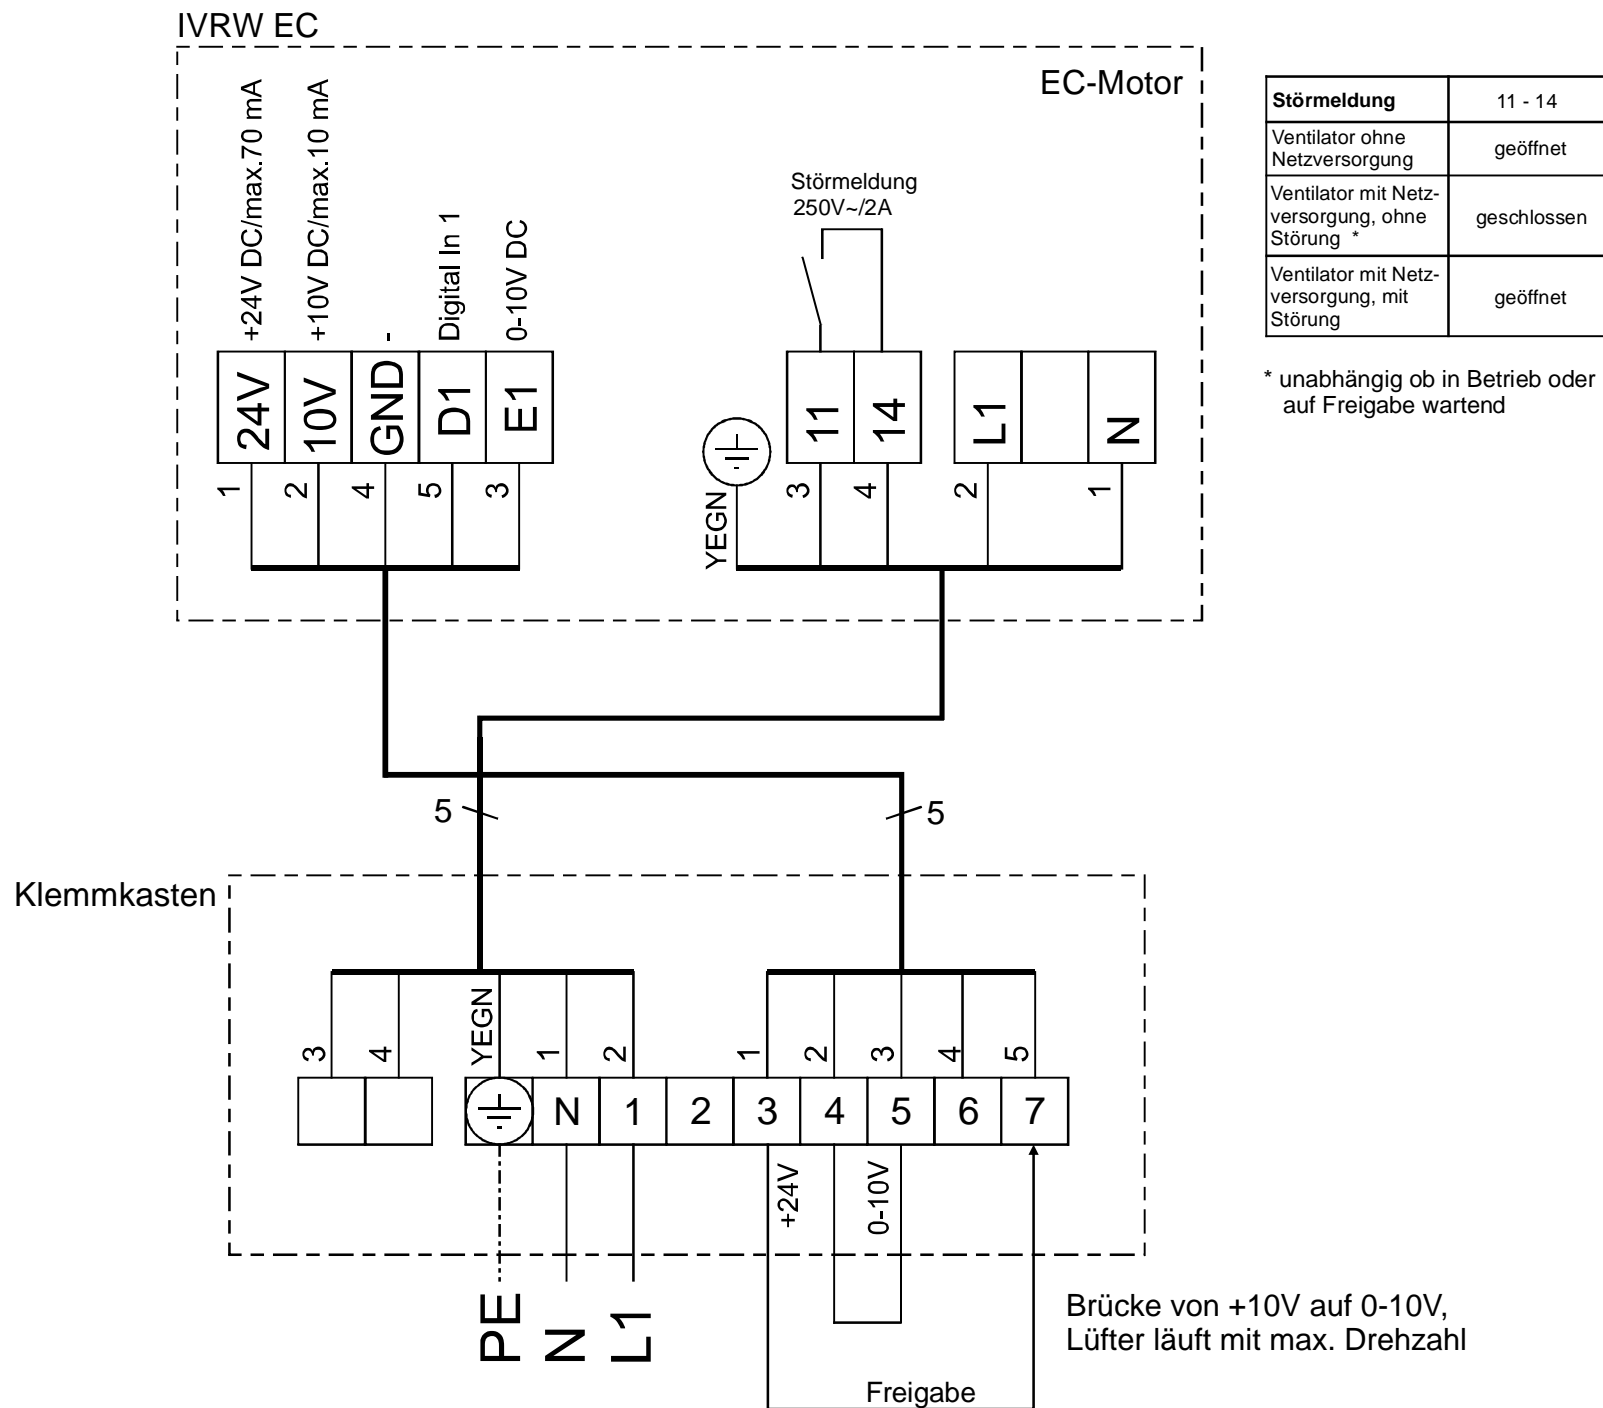 IVRW EC
EC-Motor
+24V DC/max.70 mA
+10V DC/max.10 mA
-
Digital In 1
0-10V DC
Störmeldung
250V~/2A
24V
10V
GND
D1
E1
11
14
L1
N
1
2
4
5
3
YEGN
3
4
2
1
Störmeldung
11 - 14
Ventilator ohne
Netzversorgung
geöffnet
Ventilator mit Netz-
versorgung, ohne
Störung *
geschlossen
Ventilator mit Netz-
versorgung, mit
Störung
geöffnet
* unabhängig ob in Betrieb oder
auf Freigabe wartend
5
5
Klemmkasten
3
4
YEGN
1
2
1
2
3
4
5
N
1
2
3
4
5
6
7
+24V
0-10V
PE
N
L1
Brücke von +10V auf 0-10V,
Lüfter läuft mit max. Drehzahl
Freigabe